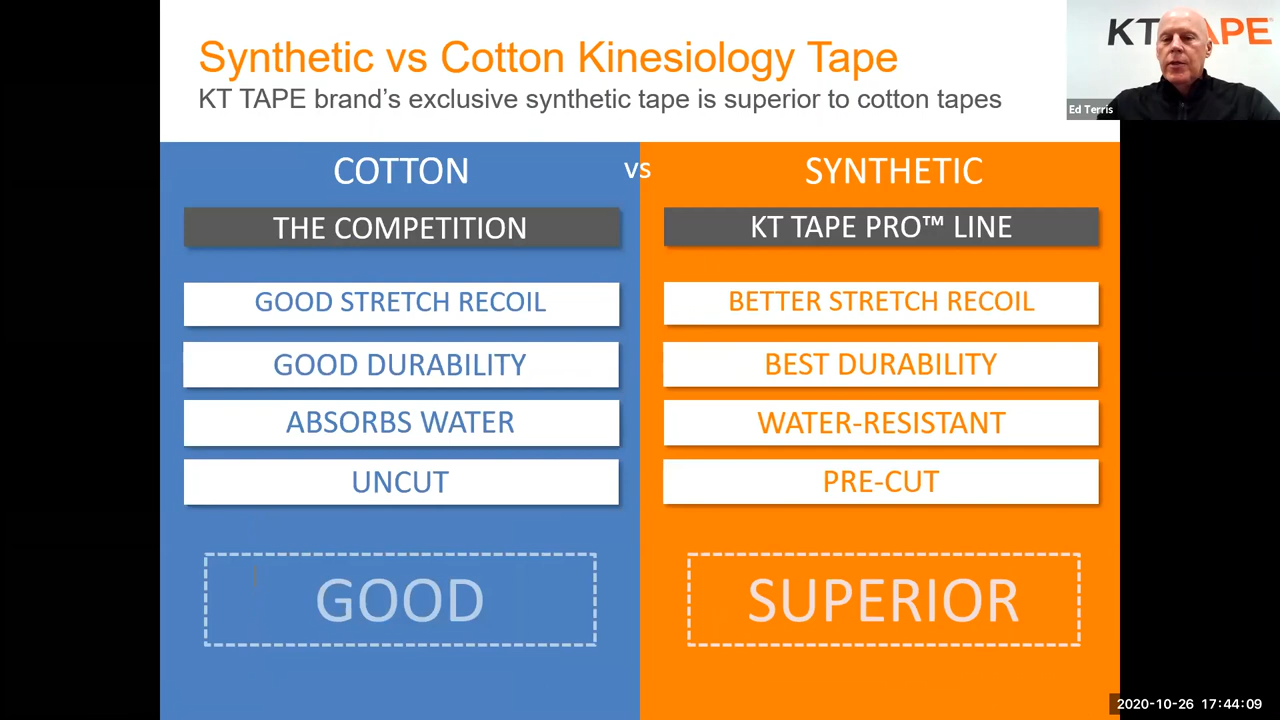 Synthetic vs Cotton Kinesiology Tape
KT TAPE brand's exclusive synthetic tape is superior to cotton tapes
KT APE
Ed Terris
COTTON
vs
SYNTHETIC
THE COMPETITION
KT TAPE PRO™ LINE
GOOD STRETCH RECOIL
BETTER STRETCH RECOIL
GOOD DURABILITY
BEST DURABILITY
ABSORBS WATER
WATER-RESISTANT
UNCUT
PRE-CUT
GOOD
SUPERIOR
2020-10-26 17:44:09